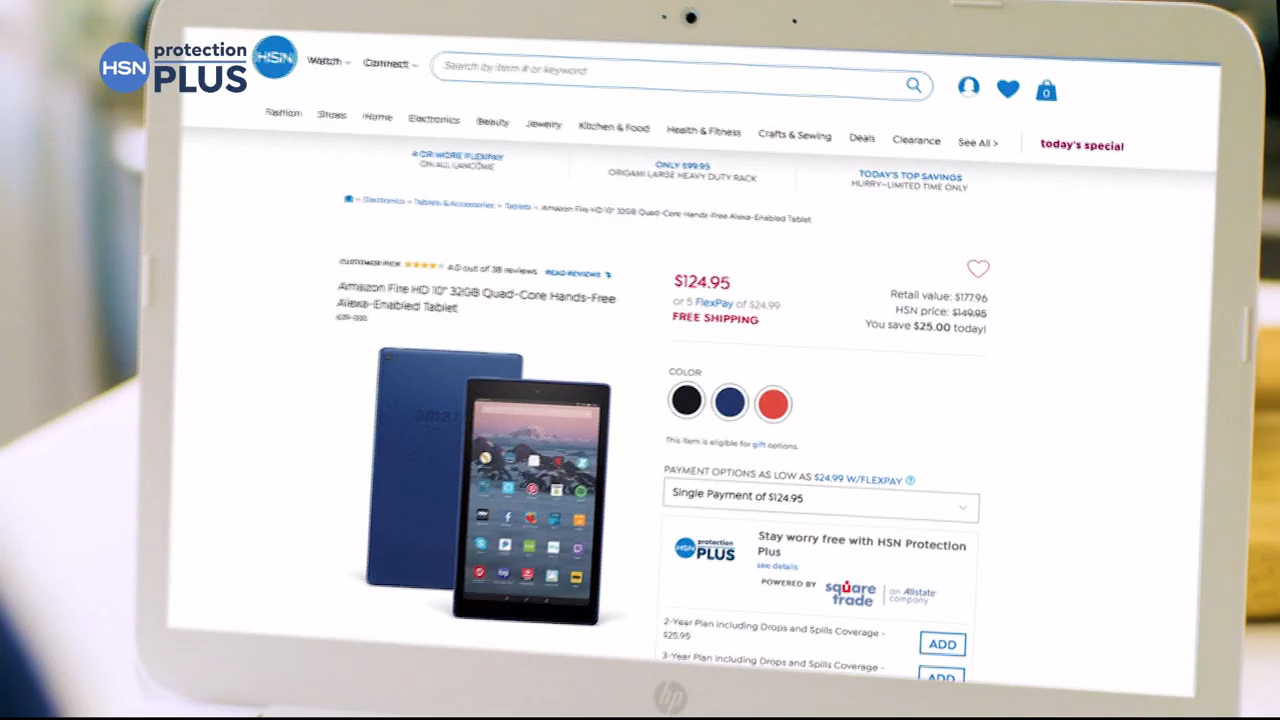 HSN protection PLUS
HSN
Watch Connect
Search by item # or keyword
0
Fashion Shoes Home Electronics Beauty Jewelry Kitchen & Food Health & Fitness Crafts & Sewing Deals Clearance See All > today's special
4 OR MORE FLEXPAY
ON ALL LANCOME
ONLY $99.95
ORIGAMI LARGE HEAVY DUTY RACK
TODAY'S TOP SAVINGS
HURRY–LIMITED TIME ONLY
Electronics > Tablets & Accessories > Tablets > Amazon Fire HD 10" 32GB Quad-Core Hands-Free Alexa-Enabled Tablet
CUSTOMER PICK 4.0 out of 38 reviews READ REVIEWS
Amazon Fire HD 10" 32GB Quad-Core Hands-Free
Alexa-Enabled Tablet
$124.95
or 5 FlexPay of $24.99
FREE SHIPPING
Retail value: $177.96
HSN price: $149.95
You save $25.00 today!
COLOR
This item is eligible for gift options.
PAYMENT OPTIONS AS LOW AS $24.99 W/FLEXPAY ?
Single Payment of $124.95
HSN protection PLUS
Stay worry free with HSN Protection
Plus
see details
POWERED BY square trade an Allstate company
2-Year Plan including Drops and Spills Coverage -
$25.95
ADD
3-Year Plan including Drops and Spills Coverage -
ADD
amaz
hp